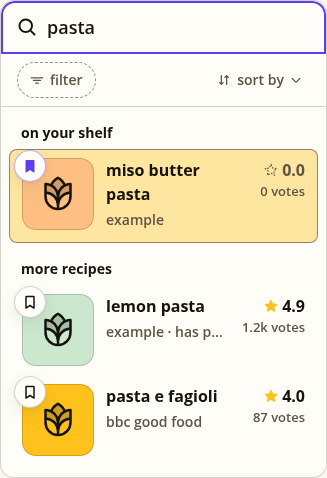 pasta
filter
sort by
on your shelf
miso butter
pasta
0.0
0 votes
example
more recipes
lemon pasta
4.9
example · has p...
1.2k votes
pasta e fagioli
4.0
bbc good food
87 votes